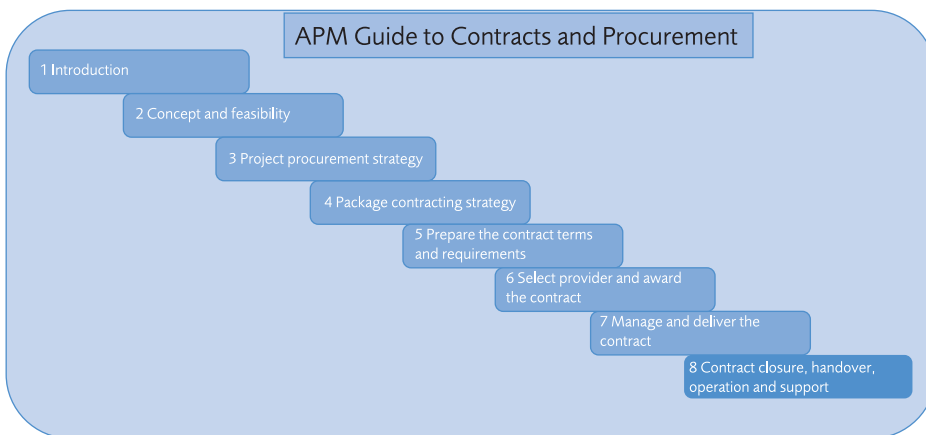 APM Guide to Contracts and Procurement
1 Introduction
2 Concept and feasibility
3 Project procurement strategy
4 Package contracting strategy
5 Prepare the contract terms
and requirements
6 Select provider and award
the contract
7 Manage and deliver the
contract
8 Contract closure, handover,
operation and support